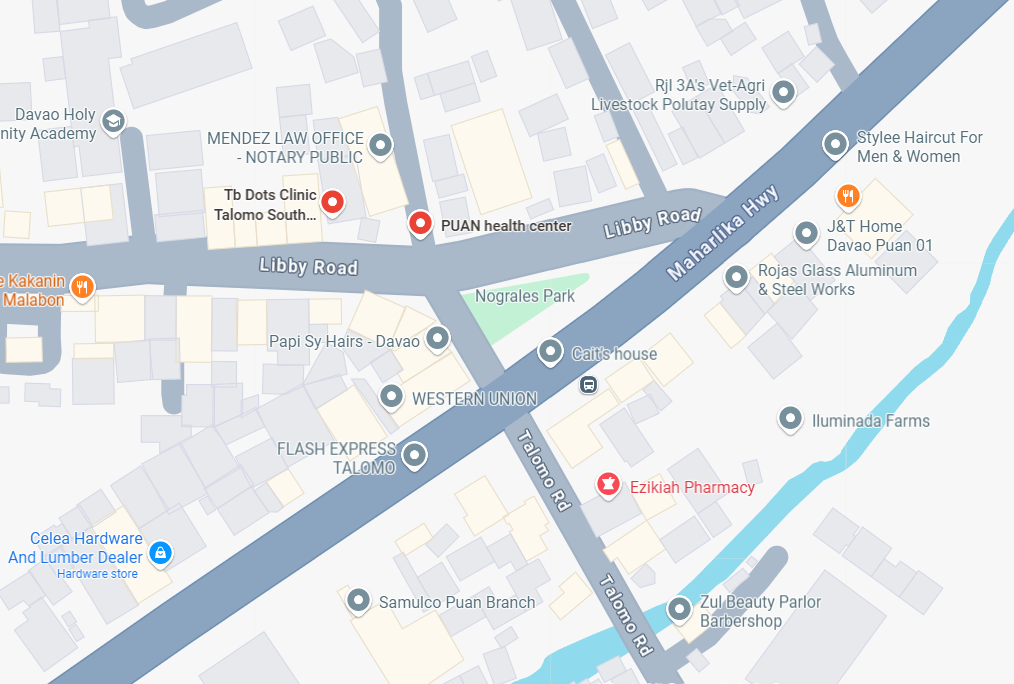 Rjl 3A's Vet-Agri
Livestock Polutay Supply
Davao Holy
nity Academy
MENDEZ LAW OFFICE
- NOTARY PUBLIC
Stylee Haircut For
Men & Women
Tb Dots Clinic
Talomo South...
PUAN health center
Libby Road
Maharlika Hwy
J&T Home
Davao Puan 01
Libby Road
Rojas Glass Aluminum
& Steel Works
e Kakanin
Malabon
Nograles Park
Papi Sy Hairs - Davao
Cait's house
WESTERN UNION
Iluminada Farms
FLASH EXPRESS
TALOMO
Talomo Rd
Ezikiah Pharmacy
Celea Hardware
And Lumber Dealer
Hardware store
Samulco Puan Branch
Talomo Rd
Zul Beauty Parlor
Barbershop